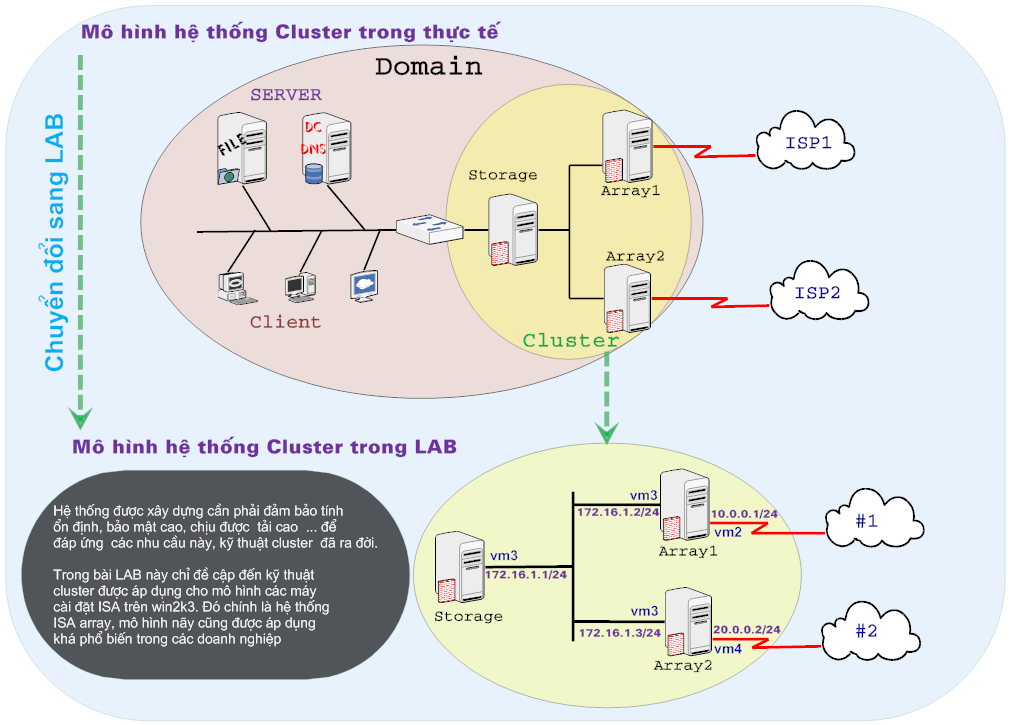 Mô hình hệ thống Cluster trong thực tế
Domain
SERVER
FILE
DC
DNS
Storage
Array1
ISP1
Array2
ISP2
Client
Cluster
Chuyển đổi sang LAB
Mô hình hệ thống Cluster trong LAB
Hệ thống được xây dựng cần phải đảm bảo tính
ổn định, bảo mật cao, chịu được tải cao ... để
đáp ứng các nhu cầu này, kỹ thuật cluster đã ra đời.
Trong bài LAB này chỉ đề cập đến kỹ thuật
cluster được áp dụng cho mô hình các máy
cài đặt ISA trên win2k3. Đó chính là hệ thống
ISA array, mô hình nãy cũng được áp dụng
khá phổ biến trong các doanh nghiệp
vm3
172.16.1.1/24
Storage
vm3
172.16.1.2/24
10.0.0.1/24
vm2
Array1
#1
vm3
172.16.1.3/24
20.0.0.2/24
vm4
Array2
#2